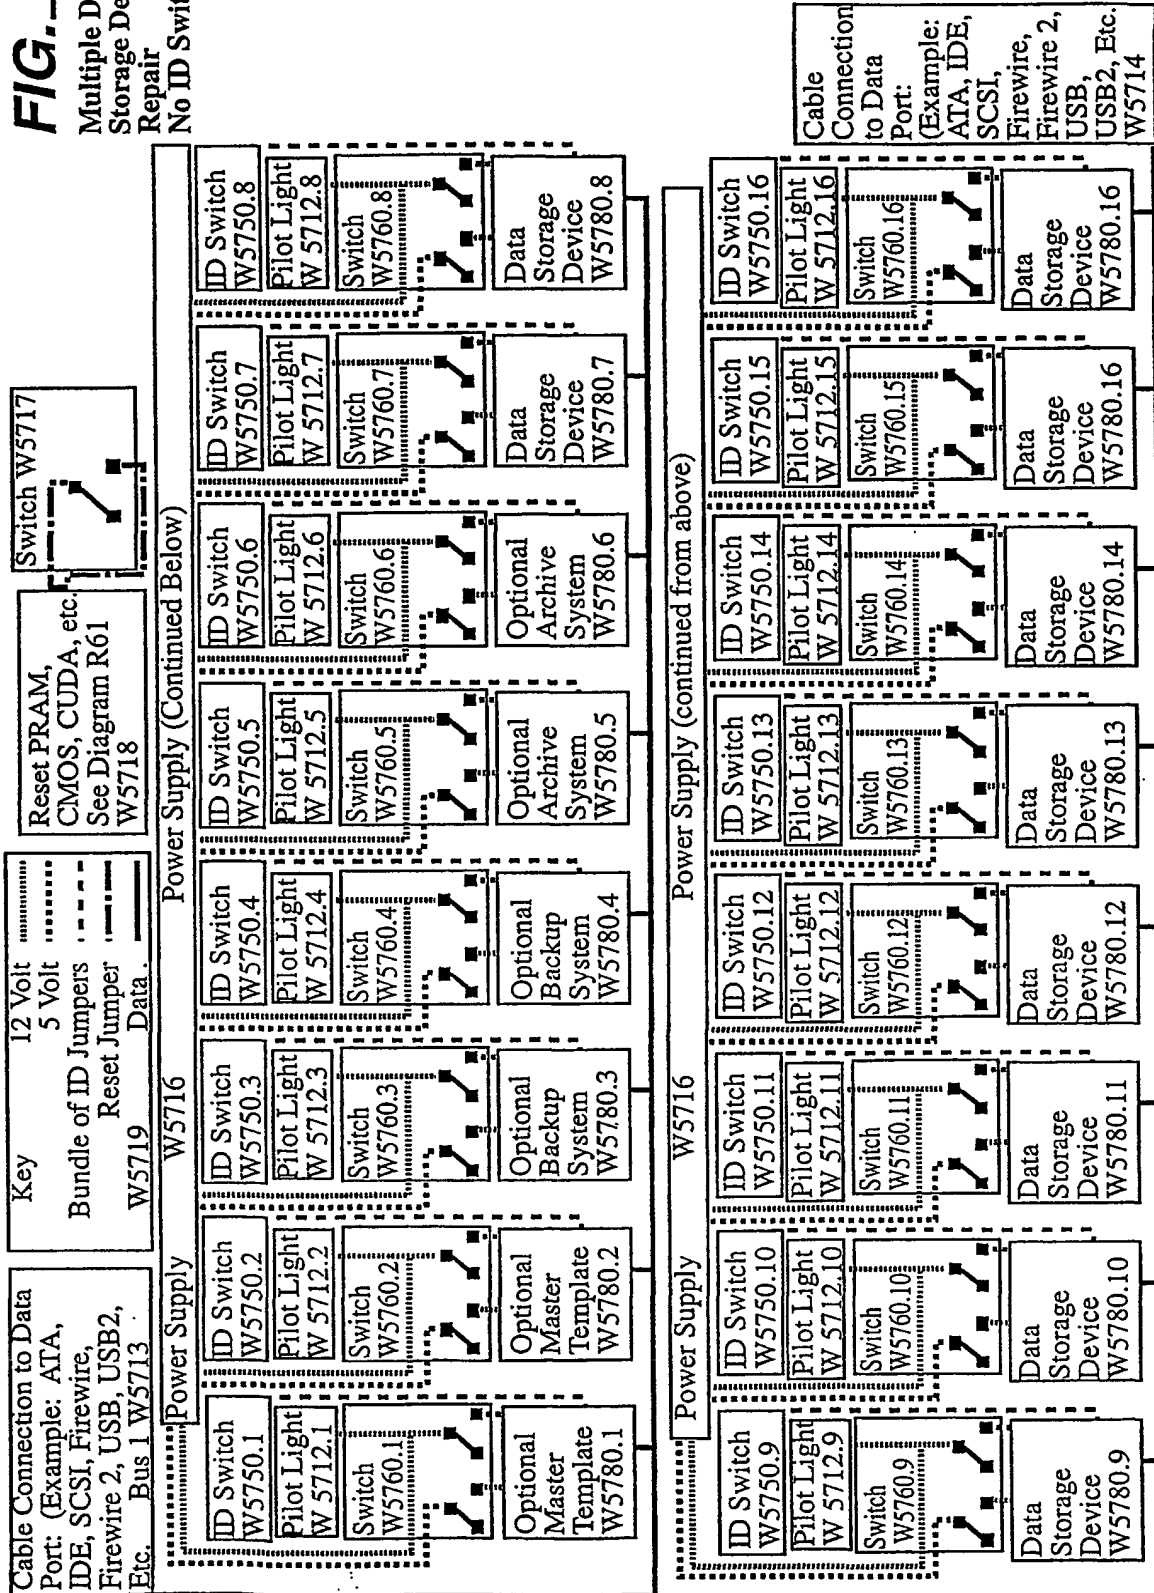 FIG._
Multiple D
Storage De
Repair
No ID Swit
Cable Connection to Data
Port: (Example: ATA,
IDE, SCSI, Firewire,
Firewire 2, USB, USB2,
Etc. Bus 1 W5713
Key 12 Volt
5 Volt
Bundle of ID Jumpers
Reset Jumper
W5719 Data
Reset PRAM,
CMOS, CUDA, etc.
See Diagram R61
W5718
Switch W5717
Power Supply W5716 Power Supply (Continued Below)
ID Switch
W5750.1
Pilot Light
W 5712.1
Switch
W5760.1
Optional
Master
Template
W5780.1
ID Switch
W5750.2
Pilot Light
W 5712.2
Switch
W5760.2
Optional
Master
Template
W5780.2
ID Switch
W5750.3
Pilot Light
W 5712.3
Switch
W5760.3
Optional
Backup
System
W5780.3
ID Switch
W5750.4
Pilot Light
W 5712.4
Switch
W5760.4
Optional
Backup
System
W5780.4
ID Switch
W5750.5
Pilot Light
W 5712.5
Switch
W5760.5
Optional
Archive
System
W5780.5
ID Switch
W5750.6
Pilot Light
W 5712.6
Switch
W5760.6
Optional
Archive
System
W5780.6
ID Switch
W5750.7
Pilot Light
W 5712.7
Switch
W5760.7
Data
Storage
Device
W5780.7
ID Switch
W5750.8
Pilot Light
W 5712.8
Switch
W5760.8
Data
Storage
Device
W5780.8
Power Supply W5716 Power Supply (continued from above)
ID Switch
W5750.9
Pilot Light
W 5712.9
Switch
W5760.9
Data
Storage
Device
W5780.9
ID Switch
W5750.10
Pilot Light
W 5712.10
Switch
W5760.10
Data
Storage
Device
W5780.10
ID Switch
W5750.11
Pilot Light
W 5712.11
Switch
W5760.11
Data
Storage
Device
W5780.11
ID Switch
W5750.12
Pilot Light
W 5712.12
Switch
W5760.12
Data
Storage
Device
W5780.12
ID Switch
W5750.13
Pilot Light
W 5712.13
Switch
W5760.13
Data
Storage
Device
W5780.13
ID Switch
W5750.14
Pilot Light
W 5712.14
Switch
W5760.14
Data
Storage
Device
W5780.14
ID Switch
W5750.15
Pilot Light
W 5712.15
Switch
W5760.15
Data
Storage
Device
W5780.16
ID Switch
W5750.16
Pilot Light
W 5712.16
Switch
W5760.16
Data
Storage
Device
W5780.16
Cable
Connection
to Data
Port:
(Example:
ATA, IDE,
SCSI,
Firewire,
Firewire 2,
USB,
USB2, Etc.
W5714